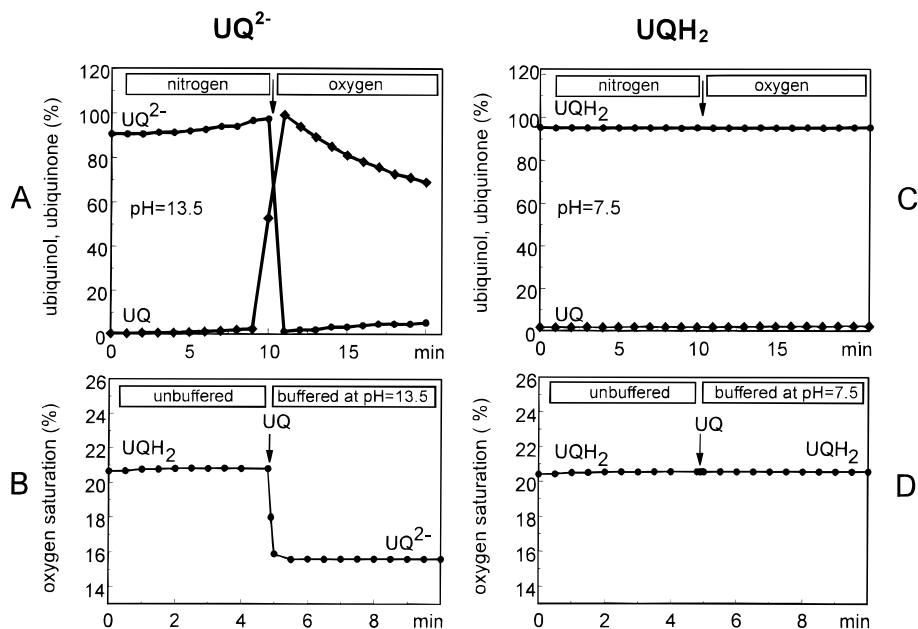 UQ²⁻
UQH₂
A
ubiquinol, ubiquinone (%)
120
100
80
60
40
20
0
nitrogen
oxygen
UQ²⁻
pH=13.5
UQ
0
5
10
15
min
C
ubiquinol, ubiquinone (%)
120
100
80
60
40
20
0
nitrogen
oxygen
UQH₂
pH=7.5
UQ
0
5
10
15
min
B
oxygen saturation (%)
26
24
22
20
18
16
14
unbuffered
buffered at pH=13.5
UQ
UQH₂
UQ²⁻
0
2
4
6
8
min
D
oxygen saturation (%)
26
24
22
20
18
16
14
unbuffered
buffered at pH=7.5
UQ
UQH₂
UQH₂
0
2
4
6
8
min